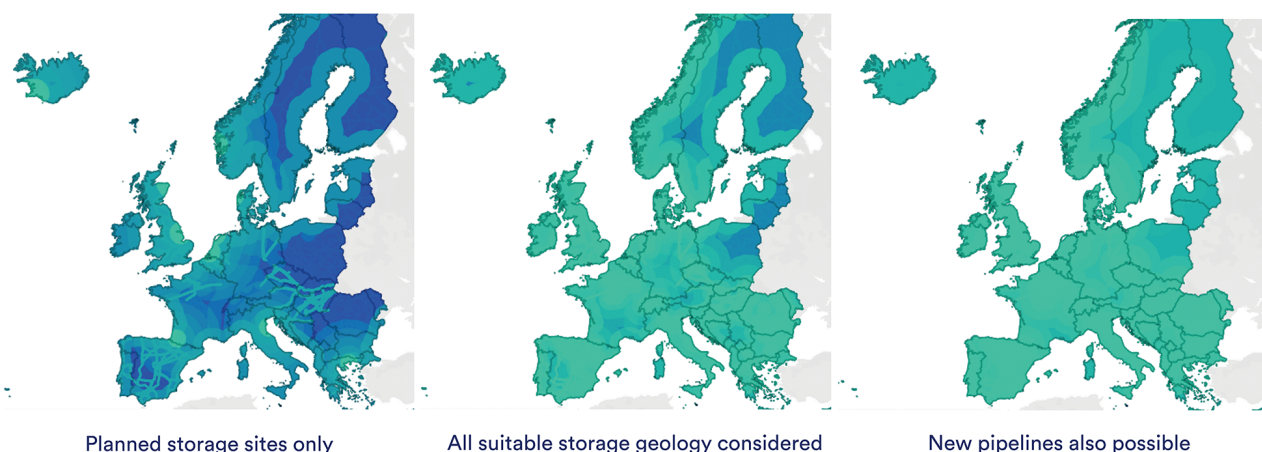 Planned storage sites only
All suitable storage geology considered
New pipelines also possible